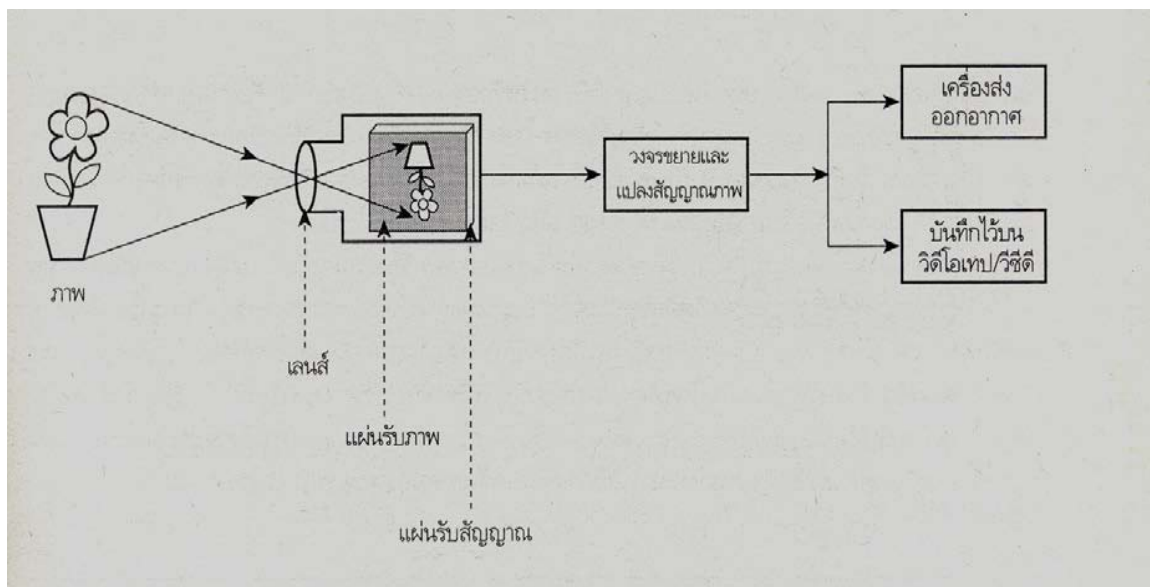 เครื่องส่ง
ออกอากาศ
วงจรขยายและ
แปลงสัญญาณภาพ
บันทึกไว้บน
วิดีโอเทป/วีซีดี
ภาพ
เลนส์
แผ่นรับภาพ
แผ่นรับสัญญาณ